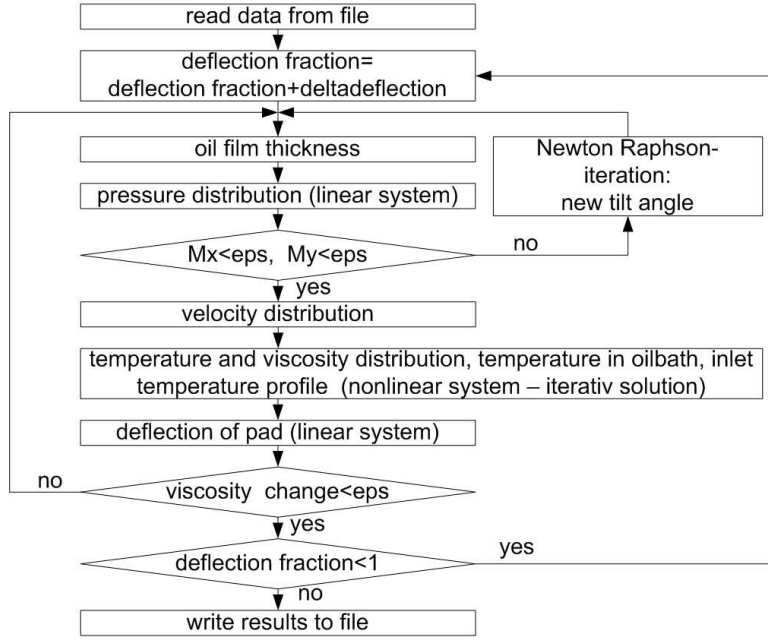 read data from file
deflection fraction=
deflection fraction+deltadeflection
oil film thickness
Newton Raphson-
iteration:
new tilt angle
pressure distribution (linear system)
Mx<eps, My<eps
no
yes
velocity distribution
temperature and viscosity distribution, temperature in oilbath, inlet
temperature profile (nonlinear system – iterativ solution)
deflection of pad (linear system)
no
viscosity change<eps
yes
deflection fraction<1
yes
no
write results to file